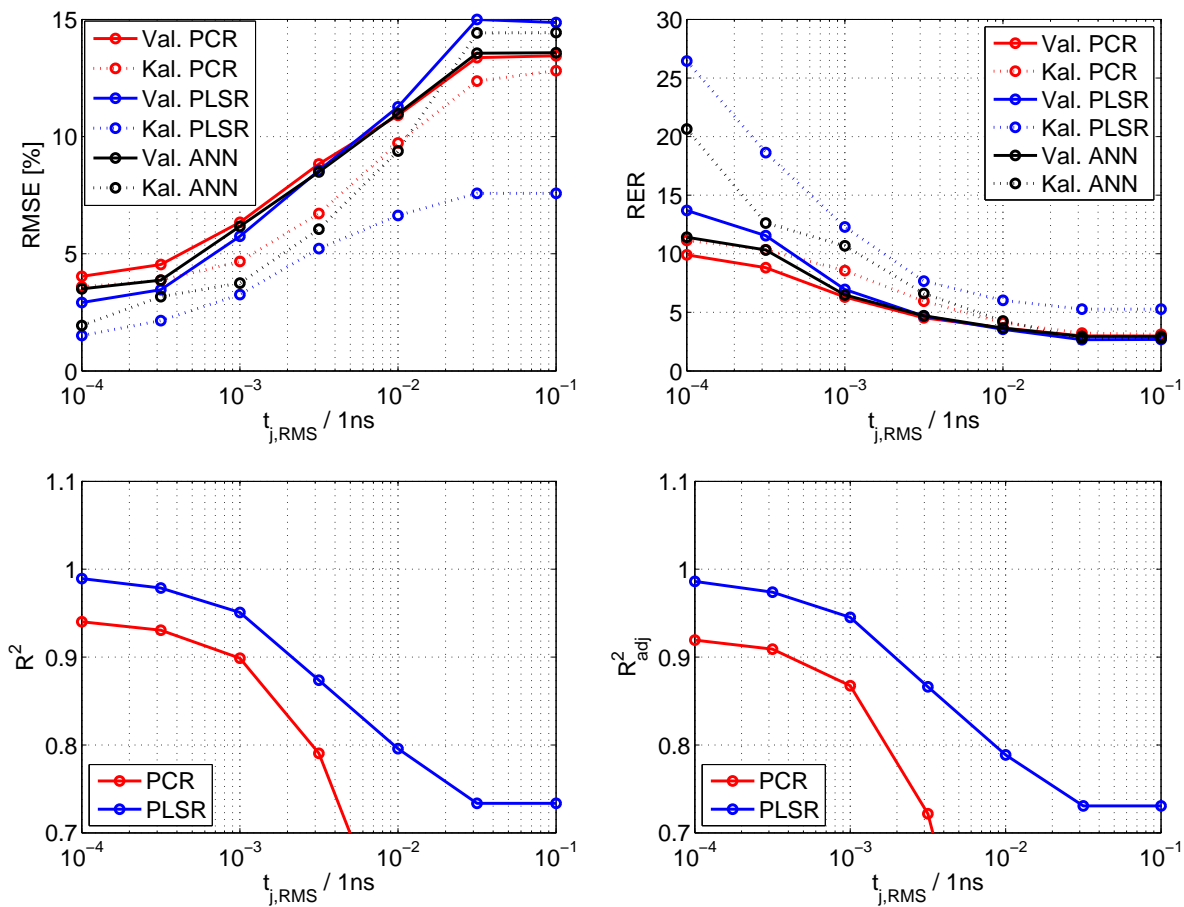 15
10
5
0
RMSE [%]
Val. PCR
Kal. PCR
Val. PLSR
Kal. PLSR
Val. ANN
Kal. ANN
10⁻⁴ 10⁻³ 10⁻² 10⁻¹
t_j,RMS / 1ns
30
25
20
15
10
5
0
RER
Val. PCR
Kal. PCR
Val. PLSR
Kal. PLSR
Val. ANN
Kal. ANN
10⁻⁴ 10⁻³ 10⁻² 10⁻¹
t_j,RMS / 1ns
1.1
1
0.9
0.8
0.7
R²
PCR
PLSR
10⁻⁴ 10⁻³ 10⁻² 10⁻¹
t_j,RMS / 1ns
1.1
1
0.9
0.8
0.7
R²_adj
PCR
PLSR
10⁻⁴ 10⁻³ 10⁻² 10⁻¹
t_j,RMS / 1ns